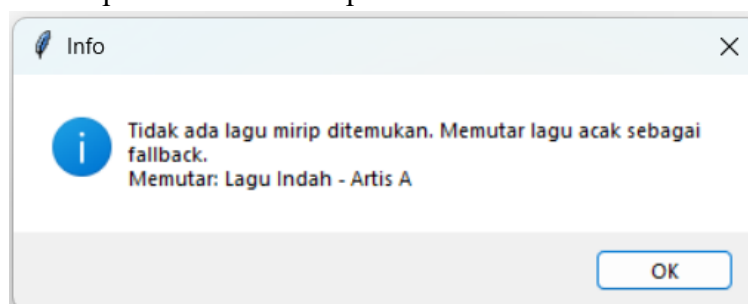 Info
Tidak ada lagu mirip ditemukan. Memutar lagu acak sebagai
fallback.
Memutar: Lagu Indah - Artis A
OK